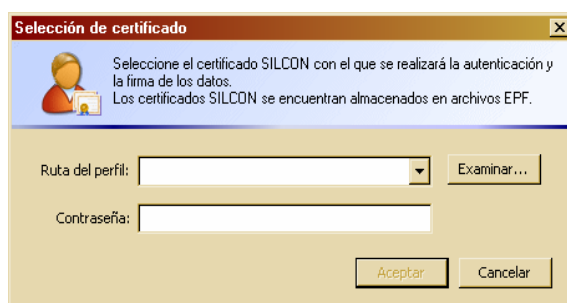 Selección de certificado
Seleccione el certificado SILCON con el que se realizará la autenticación y
la firma de los datos.
Los certificados SILCON se encuentran almacenados en archivos EPF.
Ruta del perfil:
Examinar...
Contraseña:
Aceptar
Cancelar